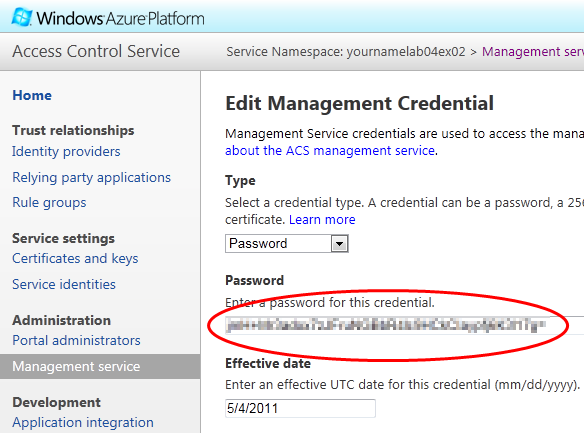 Windows Azure Platform
Access Control Service
Service Namespace: yournamelab04ex02 > Management serv
Home
Trust relationships
Identity providers
Relying party applications
Rule groups
Service settings
Certificates and keys
Service identities
Administration
Portal administrators
Management service
Development
Application integration
Edit Management Credential
Management Service credentials are used to access the mana
about the ACS management service.
Type
Select a credential type. A credential can be a password, a 256
certificate. Learn more
Password
Password
Enter a password for this credential.
Effective date
Enter an effective UTC date for this credential (mm/dd/yyyy).
5/4/2011